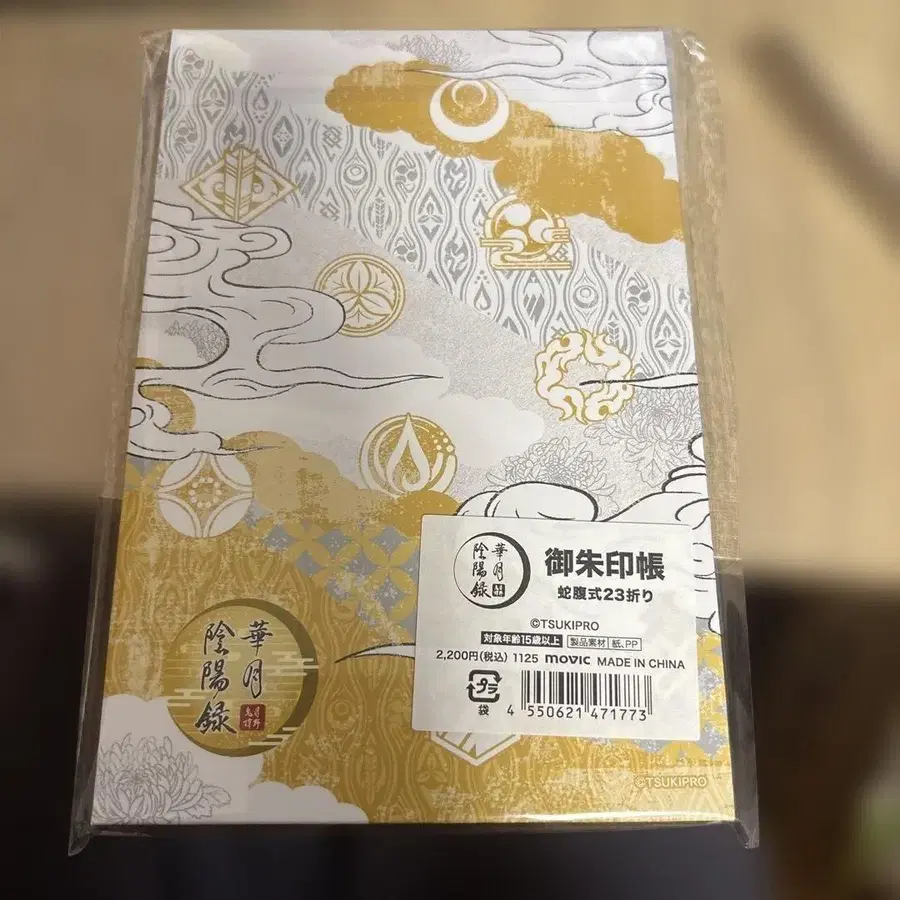 華月
陰陽録
華月
陰陽録
御朱印帳
蛇腹式23折り
©TSUKIPRO
対象年齢15歳以上 製品素材 紙、PP
2,200円(税込) 1125 movic MADE IN CHINA
プラ
袋
4 550621 471773
©TSUKIPRO